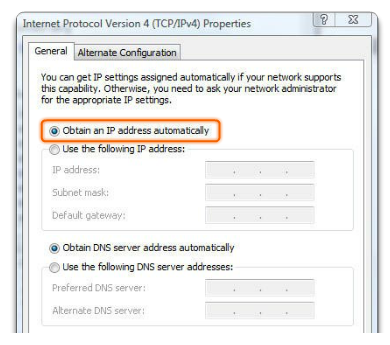 Internet Protocol Version 4 (TCP/IPv4) Properties
General
Alternate Configuration
You can get IP settings assigned automatically if your network supports
this capability. Otherwise, you need to ask your network administrator
for the appropriate IP settings.
Obtain an IP address automatically
Use the following IP address:
IP address:
Subnet mask:
Default gateway:
Obtain DNS server address automatically
Use the following DNS server addresses:
Preferred DNS server:
Alternate DNS server: